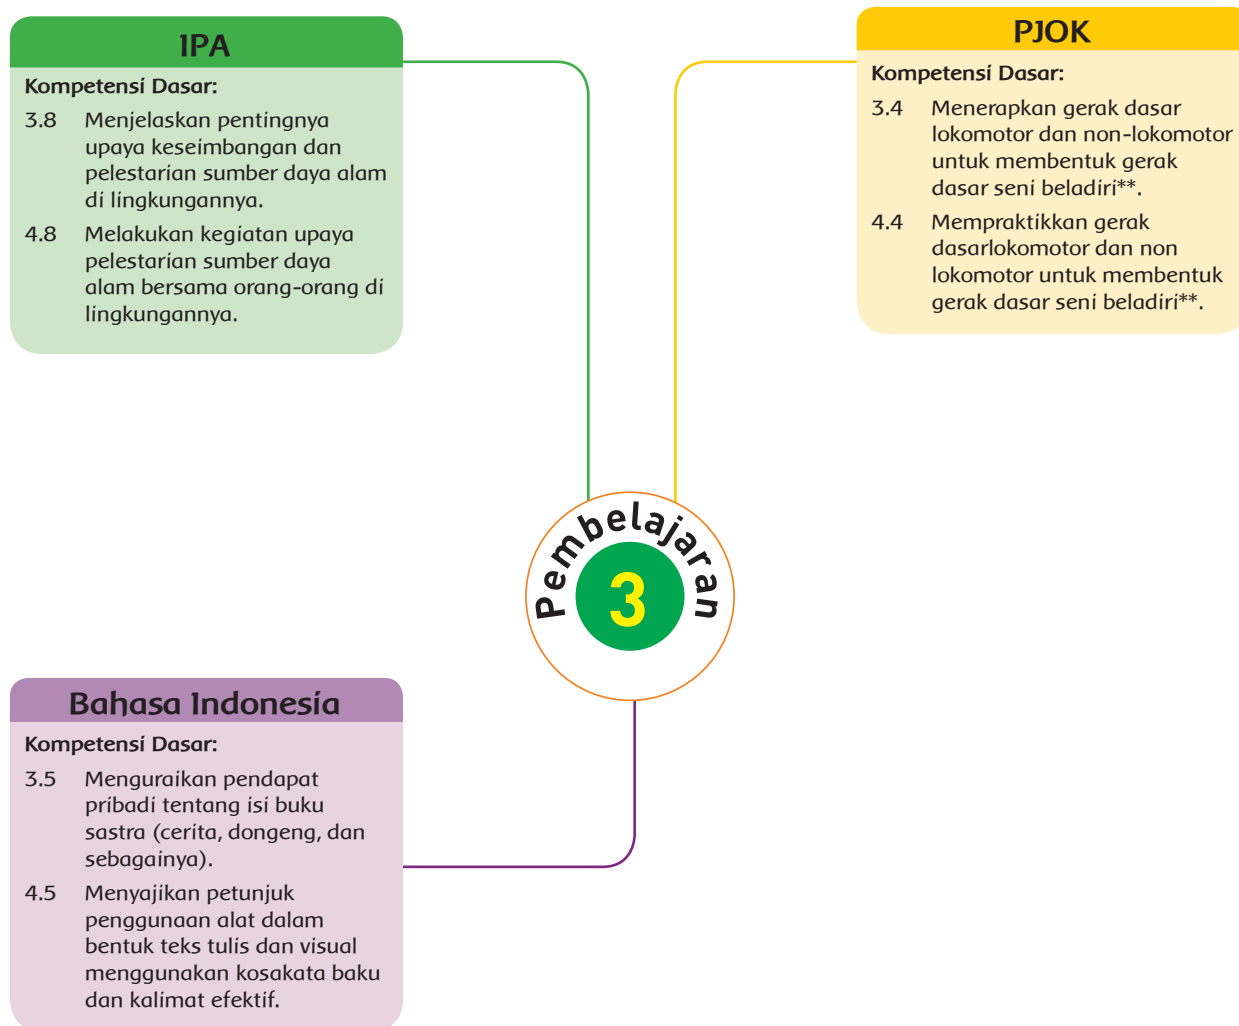 IPA
Kompetensi Dasar:
3.8 Menjelaskan pentingnya
upaya keseimbangan dan
pelestarian sumber daya alam
di lingkungannya.
4.8 Melakukan kegiatan upaya
pelestarian sumber daya
alam bersama orang-orang di
lingkungannya.
PJOK
Kompetensi Dasar:
3.4 Menerapkan gerak dasar
lokomotor dan non-lokomotor
untuk membentuk gerak
dasar seni beladiri**.
4.4 Mempraktikkan gerak
dasarlokomotor dan non
lokomotor untuk membentuk
gerak dasar seni beladiri**.
Pembelajaran
3
Bahasa Indonesia
Kompetensi Dasar:
3.5 Menguraikan pendapat
pribadi tentang isi buku
sastra (cerita, dongeng, dan
sebagainya).
4.5 Menyajikan petunjuk
penggunaan alat dalam
bentuk teks tulis dan visual
menggunakan kosakata baku
dan kalimat efektif.